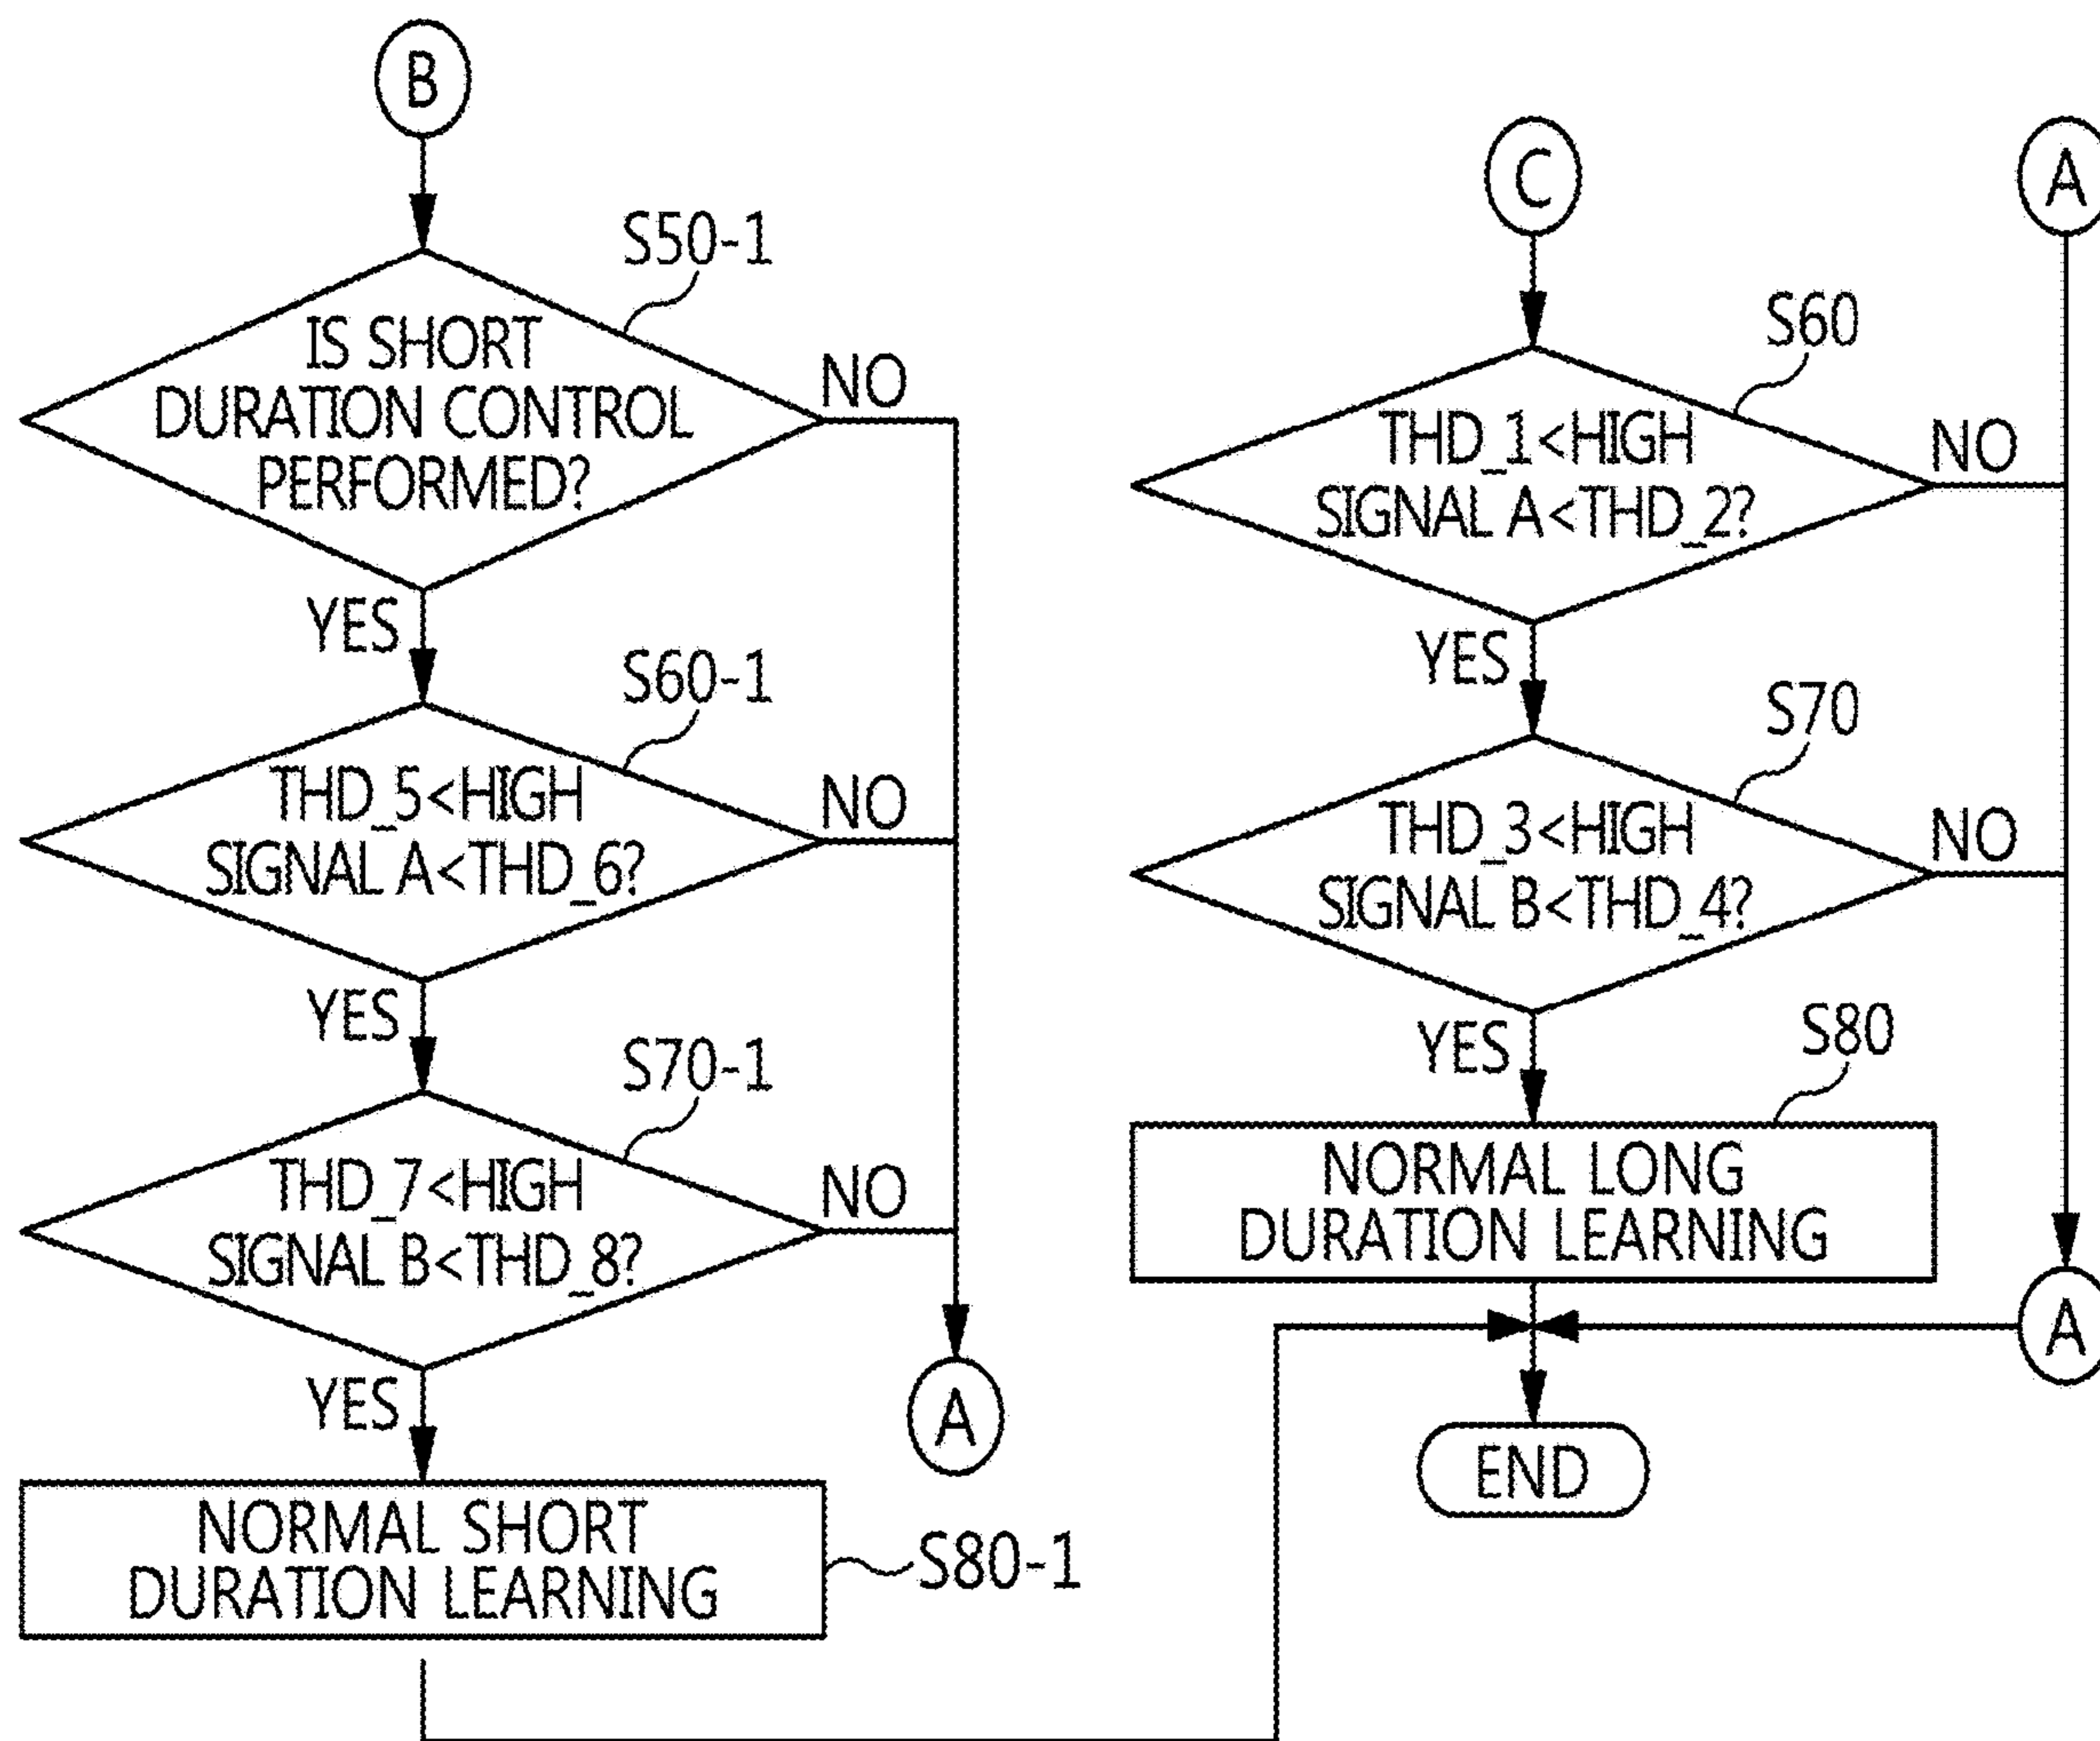 B
S50-1
IS SHORT
DURATION CONTROL
PERFORMED?
NO
YES
S60-1
THD_5<HIGH
SIGNAL A<THD_6?
NO
YES
S70-1
THD_7<HIGH
SIGNAL B<THD_8?
NO
YES
A
NORMAL SHORT
DURATION LEARNING
S80-1
C
A
S60
THD_1<HIGH
SIGNAL A<THD_2?
NO
YES
S70
THD_3<HIGH
SIGNAL B<THD_4?
NO
YES
S80
NORMAL LONG
DURATION LEARNING
A
END